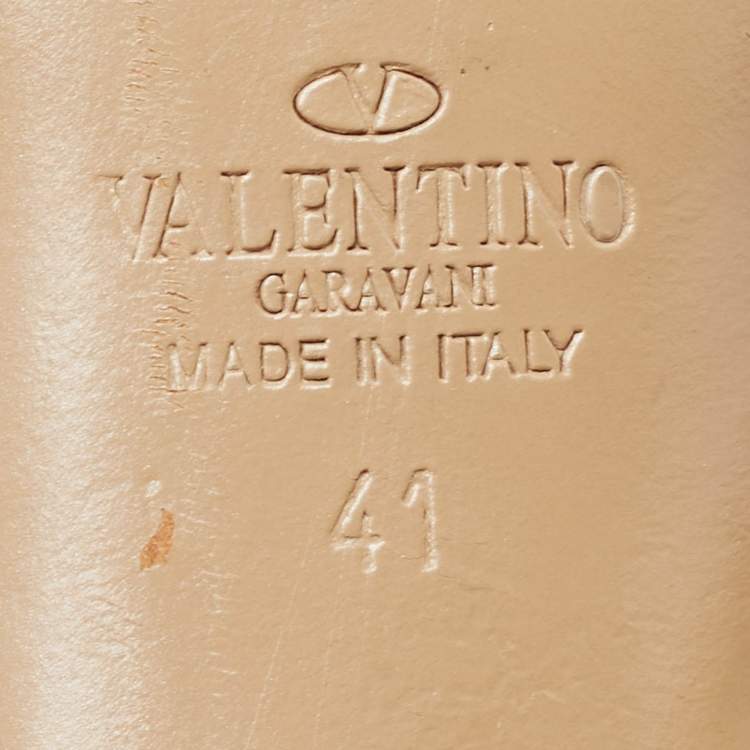 VALENTINO
GARAVANI
MADE IN ITALY
41